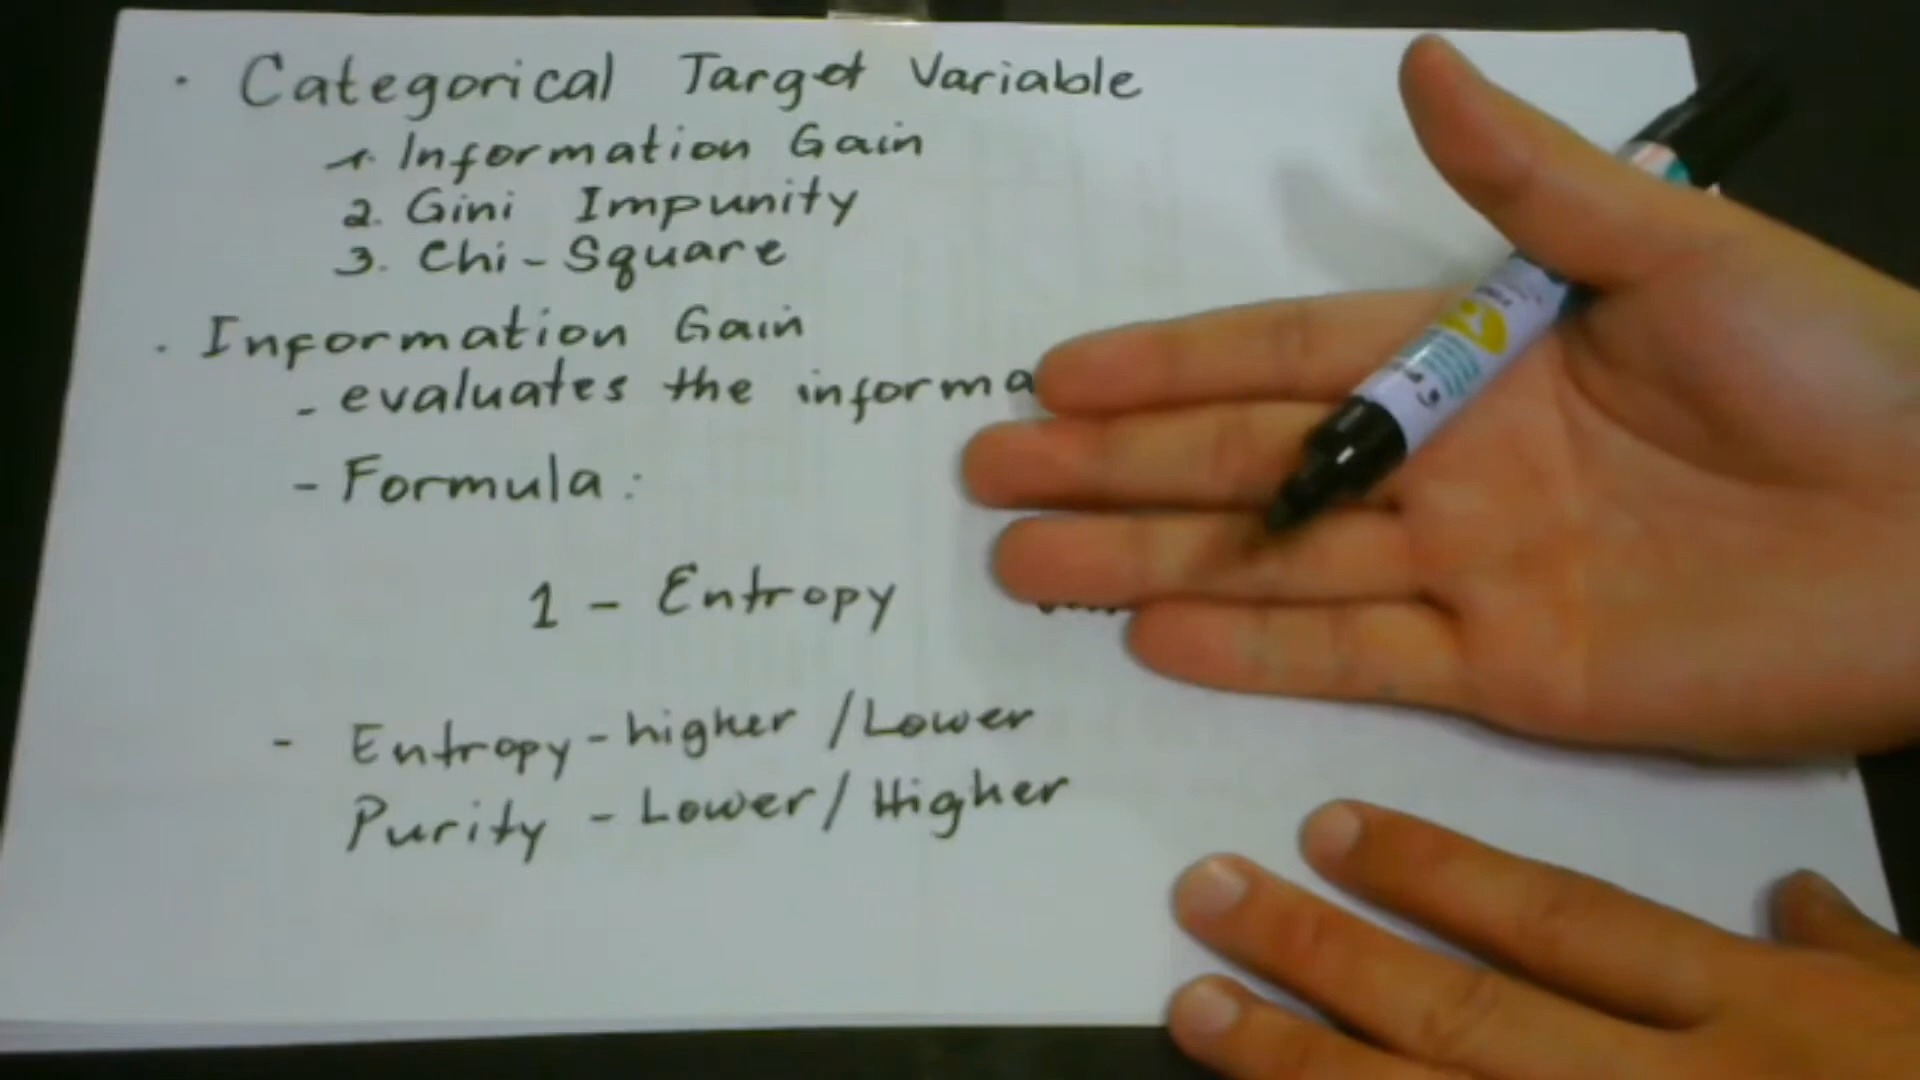 · Categorical Target Variable
1. Information Gain
2. Gini Impunity
3. Chi-Square
· Information Gain
- evaluates the informa
- Formula:
1 - Entropy
- Entropy - higher / Lower
Purity - Lower / Higher